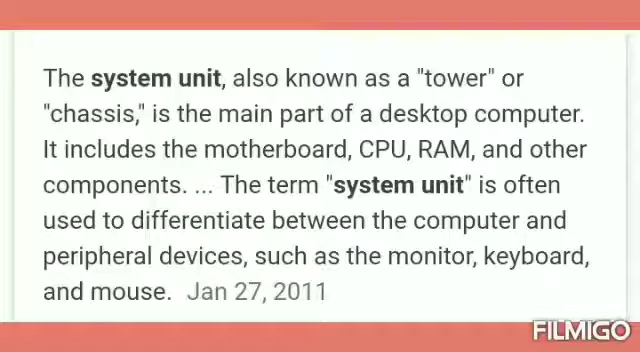 The system unit, also known as a "tower" or
"chassis," is the main part of a desktop computer.
It includes the motherboard, CPU, RAM, and other
components. ... The term "system unit" is often
used to differentiate between the computer and
peripheral devices, such as the monitor, keyboard,
and mouse. Jan 27, 2011
FILMIGO